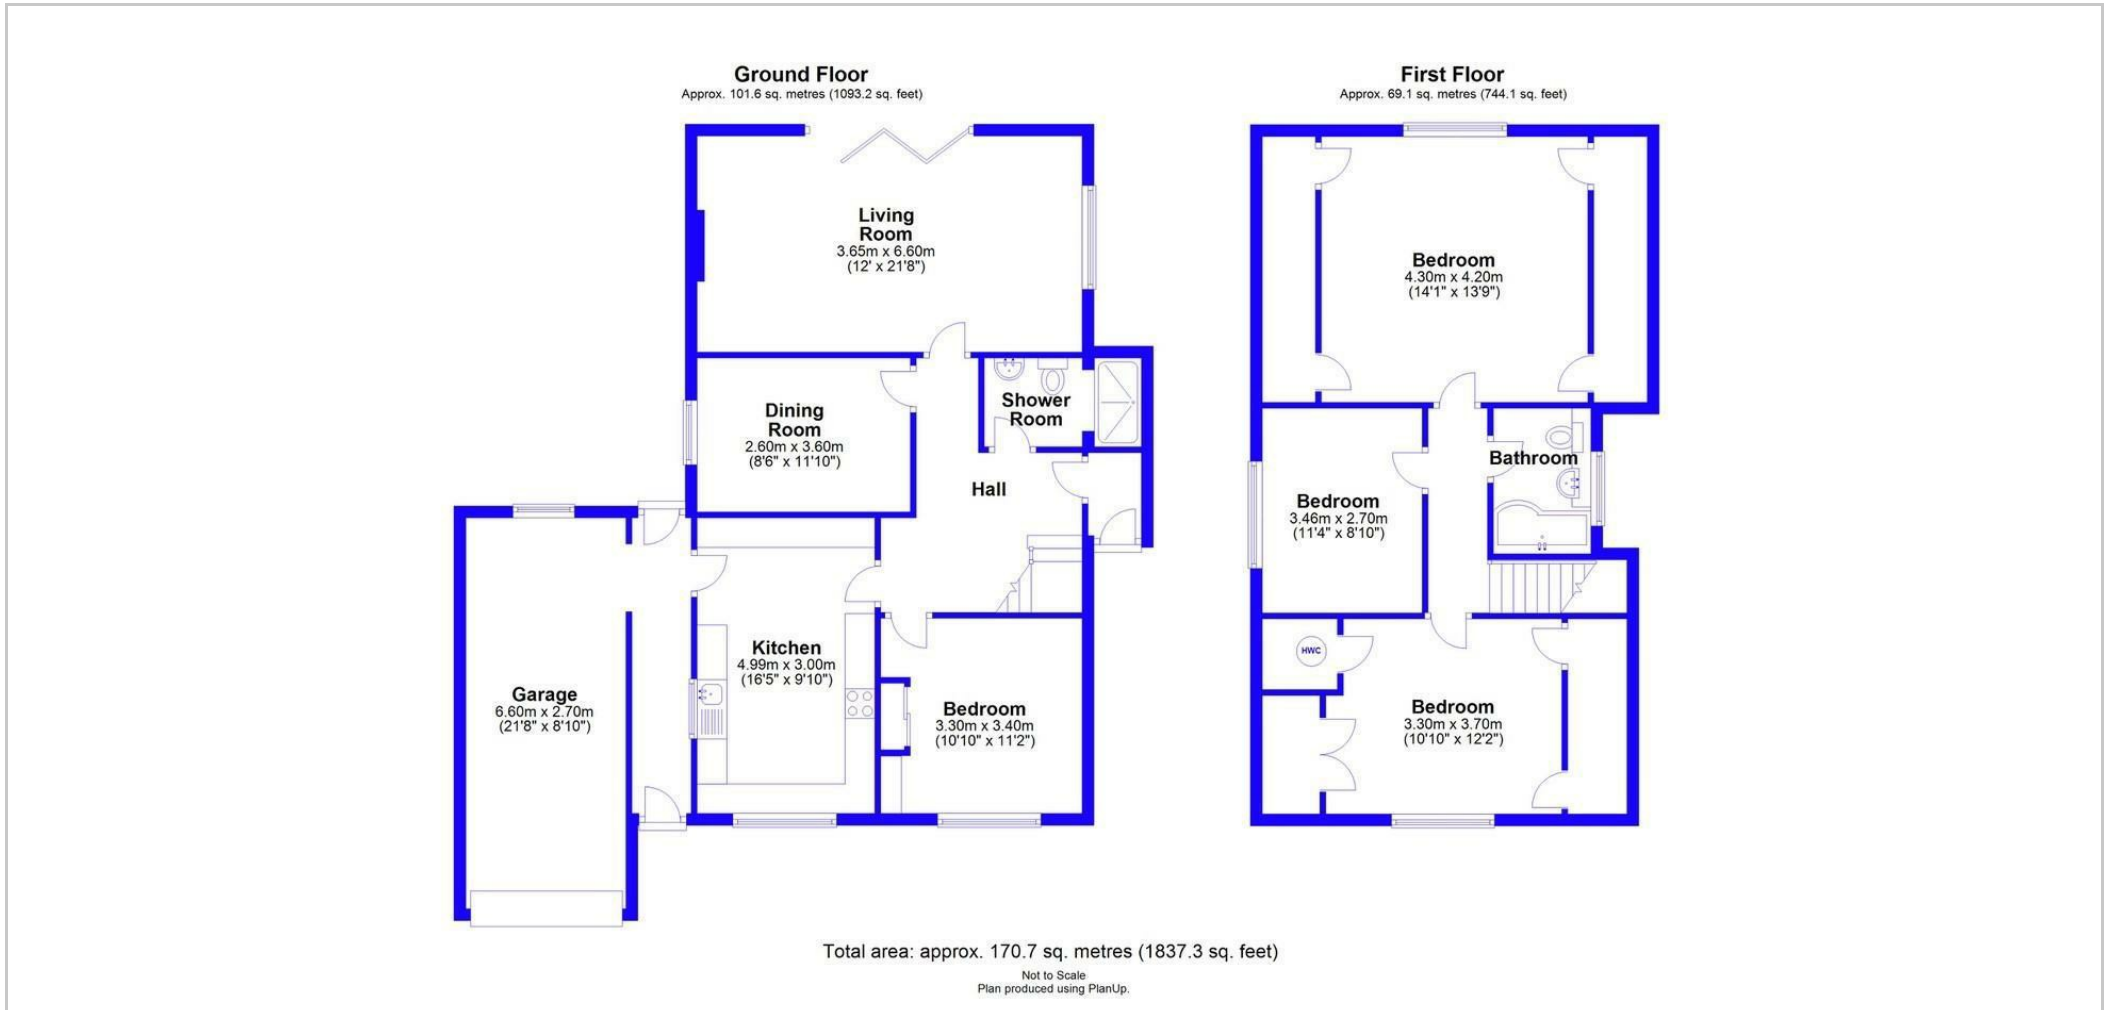 Ground Floor
Approx. 101.6 sq. metres (1093.2 sq. feet)
Living
Room
3.65m x 6.60m
(12' x 21'8")
Dining
Room
2.60m x 3.60m
(8'6" x 11'10")
Shower
Room
Hall
Kitchen
4.99m x 3.00m
(16'5" x 9'10")
Garage
6.60m x 2.70m
(21'8" x 8'10")
Bedroom
3.30m x 3.40m
(10'10" x 11'2")
First Floor
Approx. 69.1 sq. metres (744.1 sq. feet)
Bedroom
4.30m x 4.20m
(14'1" x 13'9")
Bathroom
Bedroom
3.46m x 2.70m
(11'4" x 8'10")
HWC
Bedroom
3.30m x 3.70m
(10'10" x 12'2")
Total area: approx. 170.7 sq. metres (1837.3 sq. feet)
Not to Scale
Plan produced using PlanUp.